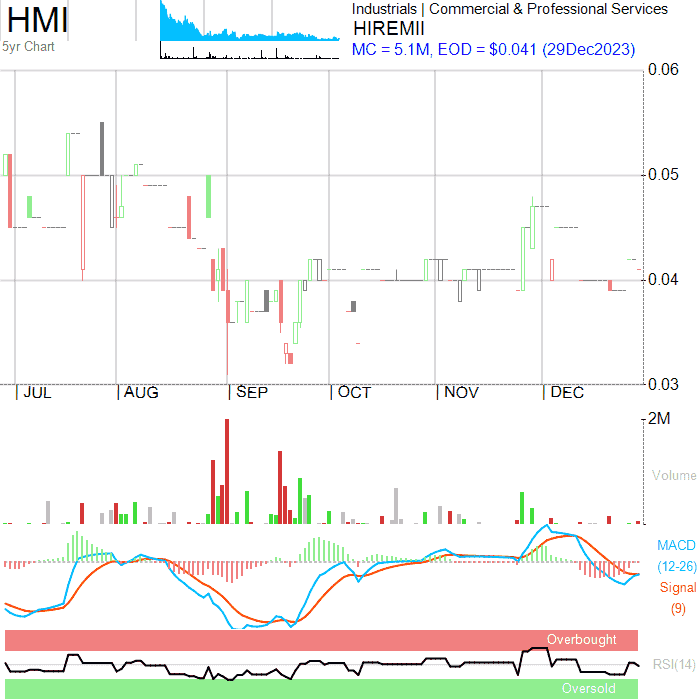 HMI
5yr Chart
Industrials | Commercial & Professional Services
HIREMII
MC = 5.1M, EOD = $0.041 (29Dec2023)
0.06
0.05
0.04
0.03
JUL
AUG
SEP
OCT
NOV
DEC
2M
Volume
MACD
(12-26)
Signal
(9)
Overbought
RSI(14)
Oversold